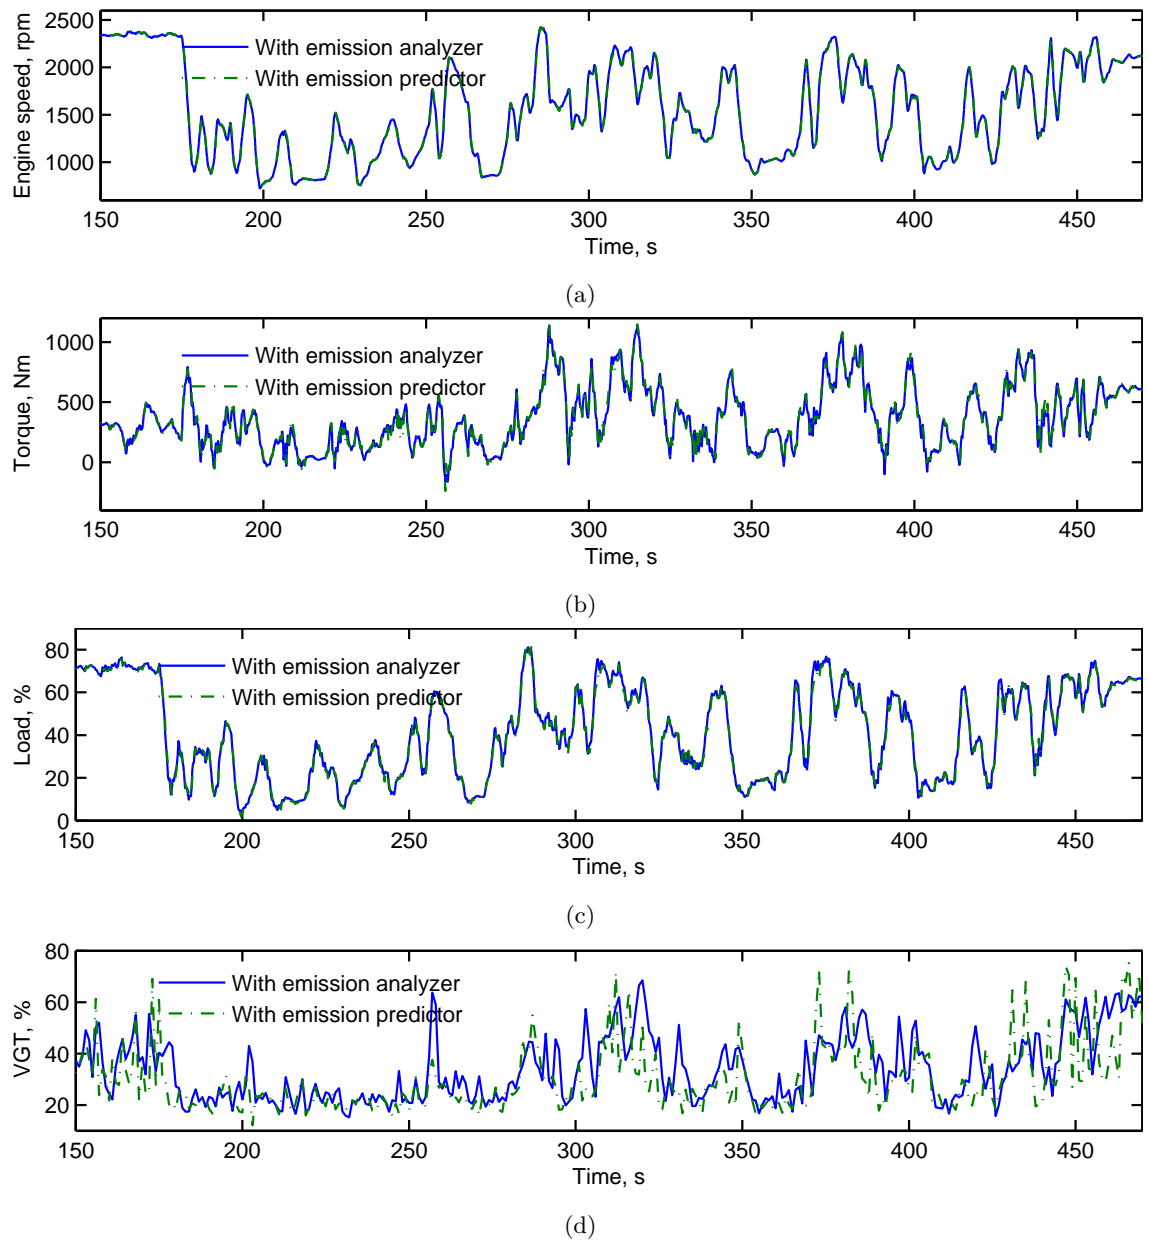 2500
2000
1500
1000
Engine speed, rpm
With emission analyzer
With emission predictor
150 200 250 300 350 400 450
Time, s
(a)
1000
500
0
Torque, Nm
With emission analyzer
With emission predictor
150 200 250 300 350 400 450
Time, s
(b)
80
60
40
20
0
Load, %
With emission analyzer
With emission predictor
150 200 250 300 350 400 450
Time, s
(c)
80
60
40
20
VGT, %
With emission analyzer
With emission predictor
150 200 250 300 350 400 450
Time, s
(d)